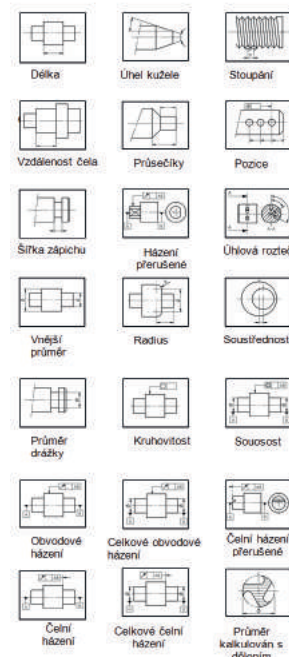 Délka
Úhel kužele
Stoupání
Vzdálenost čela
Průsečíky
Pozice
Šířka zápichu
Házení
přerušené
Úhlová rozteč
Vnější
průměr
Radius
Soustřednost
Průměr
drážky
Kruhovitost
Souosost
Obvodové
házení
Celkové obvodové
házení
Čelní házení
přerušené
Čelní
házení
Celkové čelní
házení
Průměr
kalkulován s
dělením